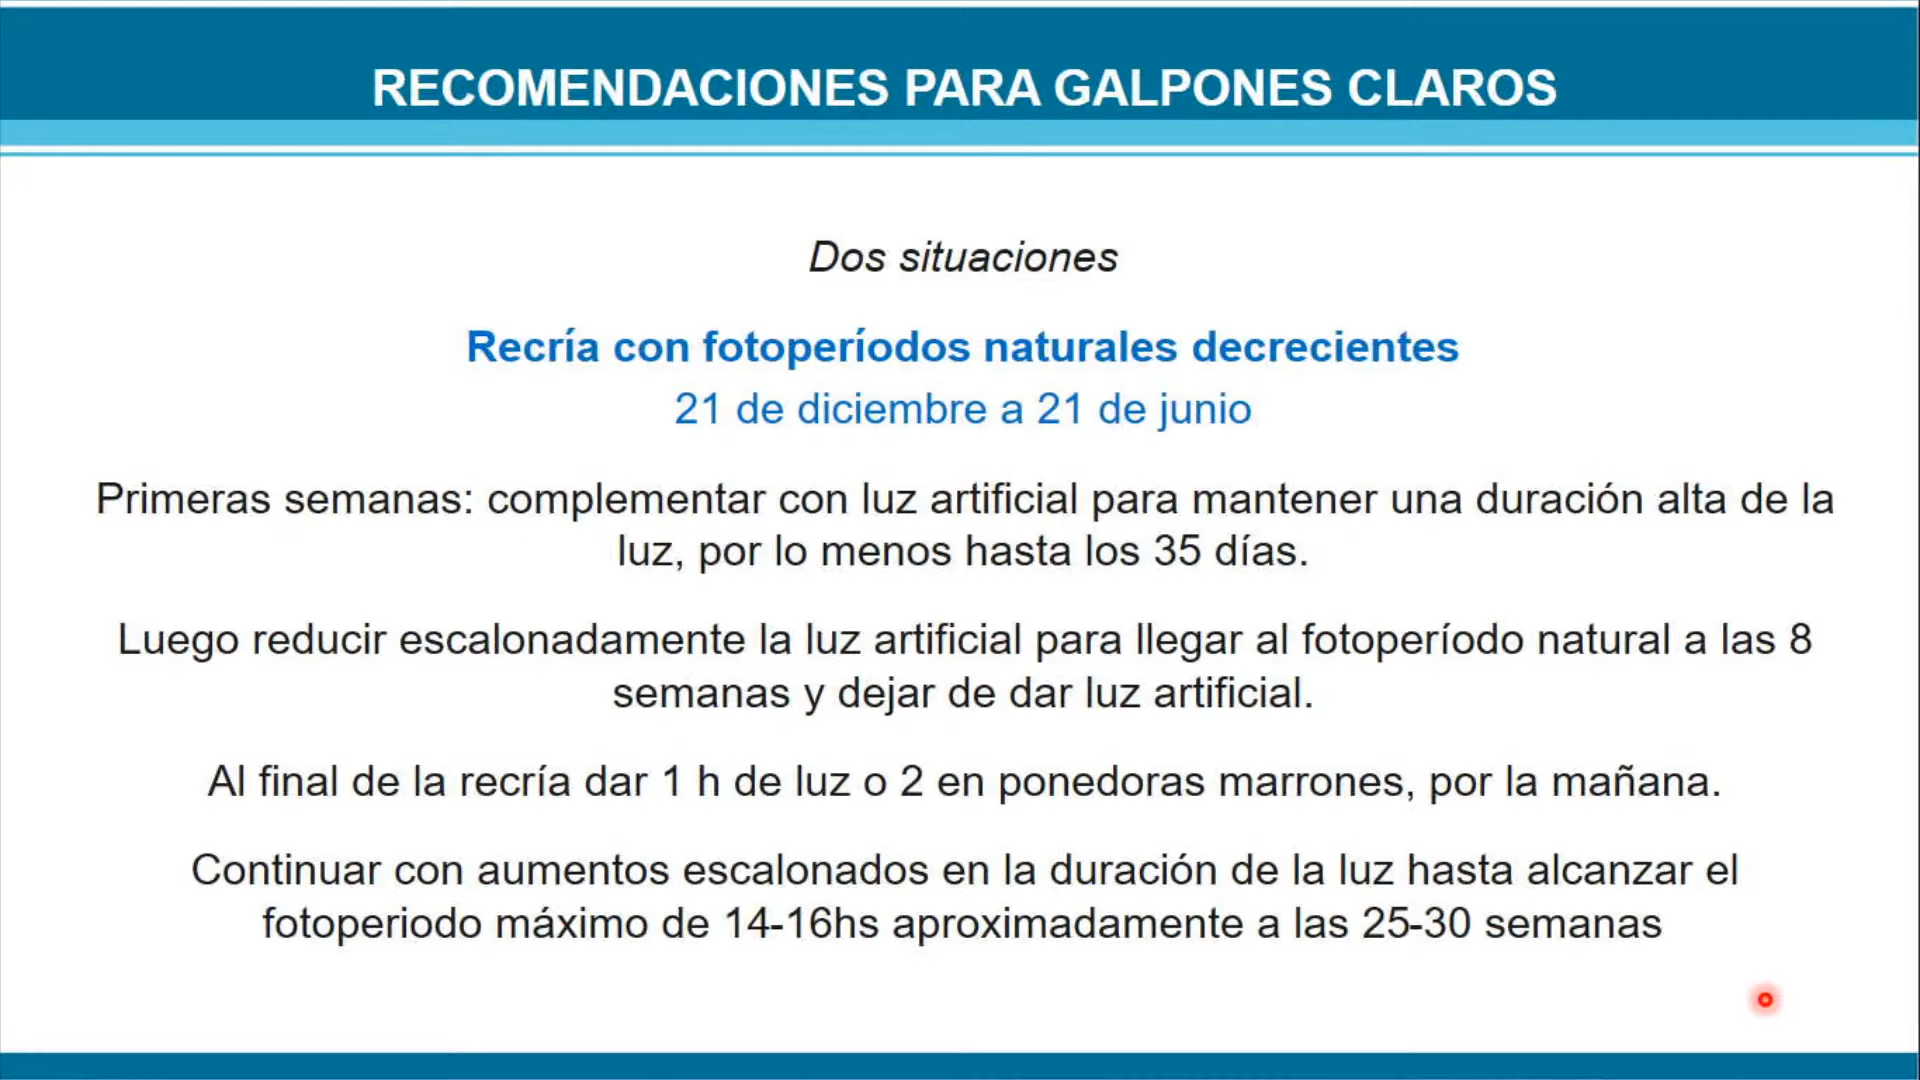 RECOMENDACIONES PARA GALPONES CLAROS
Dos situaciones
Recría con fotoperíodos naturales decrecientes
21 de diciembre a 21 de junio
Primeras semanas: complementar con luz artificial para mantener una duración alta de la
luz, por lo menos hasta los 35 días.
Luego reducir escalonadamente la luz artificial para llegar al fotoperíodo natural a las 8
semanas y dejar de dar luz artificial.
Al final de la recría dar 1 h de luz o 2 en ponedoras marrones, por la mañana.
Continuar con aumentos escalonados en la duración de la luz hasta alcanzar el
fotoperiodo máximo de 14-16hs aproximadamente a las 25-30 semanas